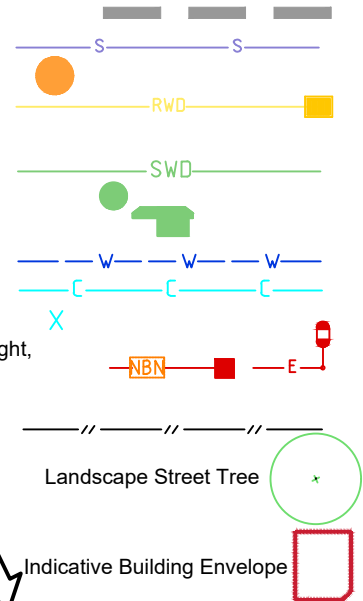 S S
RWD
SWD
W W W
C C C
X
ght,
NBN E
// // //
Landscape Street Tree
Indicative Building Envelope